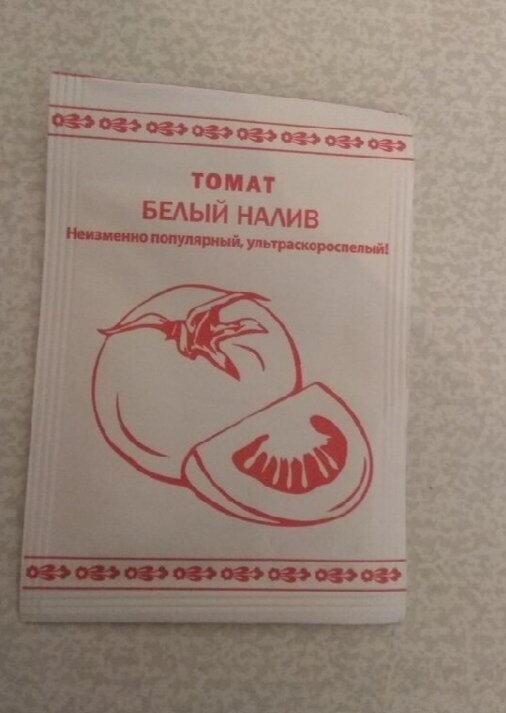 ТОМАТ
БЕЛЫЙ НАЛИВ
Неизменно популярный, ультраскороспелый!